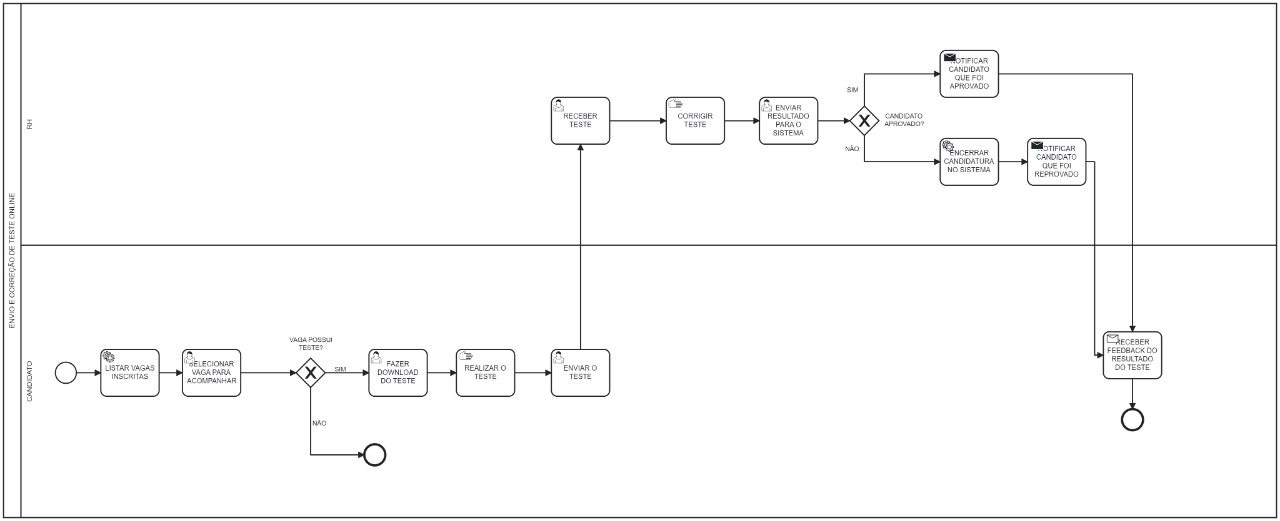 ENVIO E CORREÇÃO DE TESTE ONLINE
RH
RECEBER
TESTE
CORRIGIR
TESTE
ENVIAR
RESULTADO
PARA O
SISTEMA
CANDIDATO
APROVADO?
SIM
NÃO
NOTIFICAR
CANDIDATO
QUE FOI
APROVADO
ENCERRAR
CANDIDATURA
NO SISTEMA
NOTIFICAR
CANDIDATO
QUE FOI
REPROVADO
CANDIDATO
LISTAR VAGAS
INSCRITAS
SELECIONAR
VAGA PARA
ACOMPANHAR
VAGA POSSUI
TESTE?
SIM
NÃO
FAZER
DOWNLOAD
DO TESTE
REALIZAR O
TESTE
ENVIAR O
TESTE
RECEBER
FEEDBACK DO
RESULTADO
DO TESTE